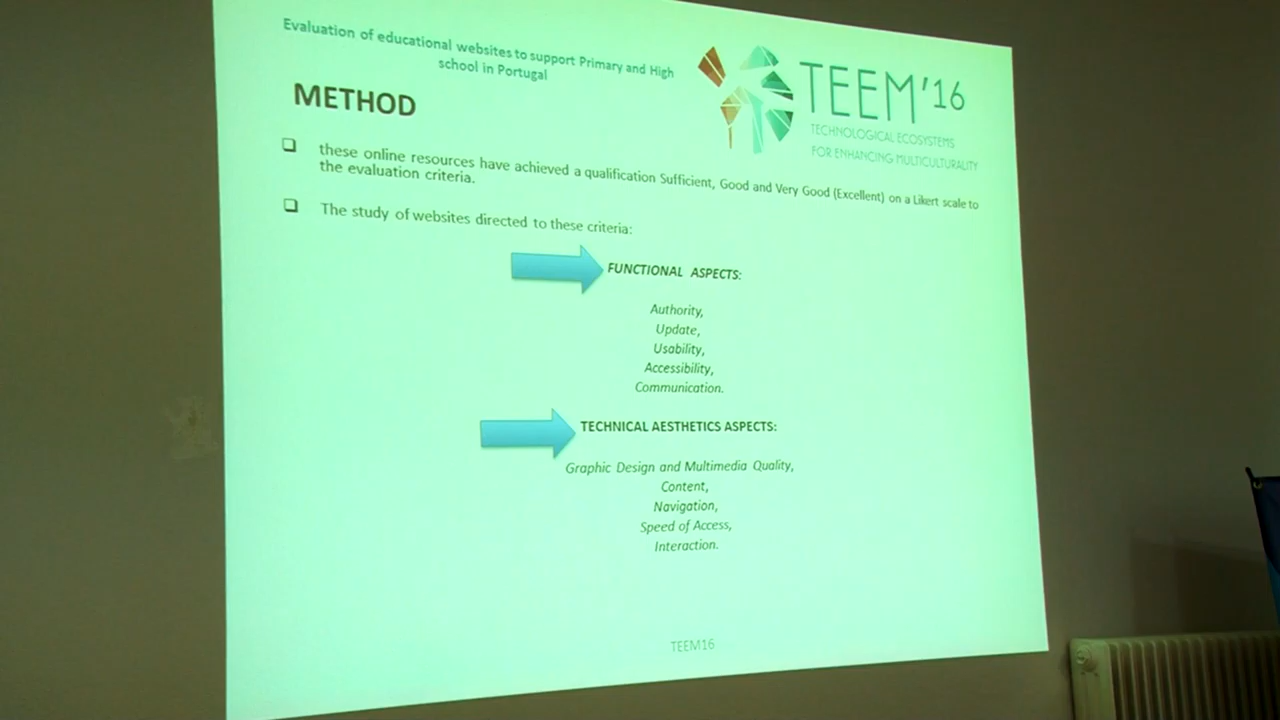 Evaluation of educational websites to support Primary and High
school in Portugal
TEEM'16
TECHNOLOGICAL ECOSYSTEMS
FOR ENHANCING MULTICULTURALITY
METHOD
❑ these online resources have achieved a qualification Sufficient, Good and Very Good (Excellent) on a Likert scale to
the evaluation criteria.
❑ The study of websites directed to these criteria:
FUNCTIONAL ASPECTS:
Authority,
Update,
Usability,
Accessibility,
Communication.
TECHNICAL AESTHETICS ASPECTS:
Graphic Design and Multimedia Quality,
Content,
Navigation,
Speed of Access,
Interaction.
TEEM16